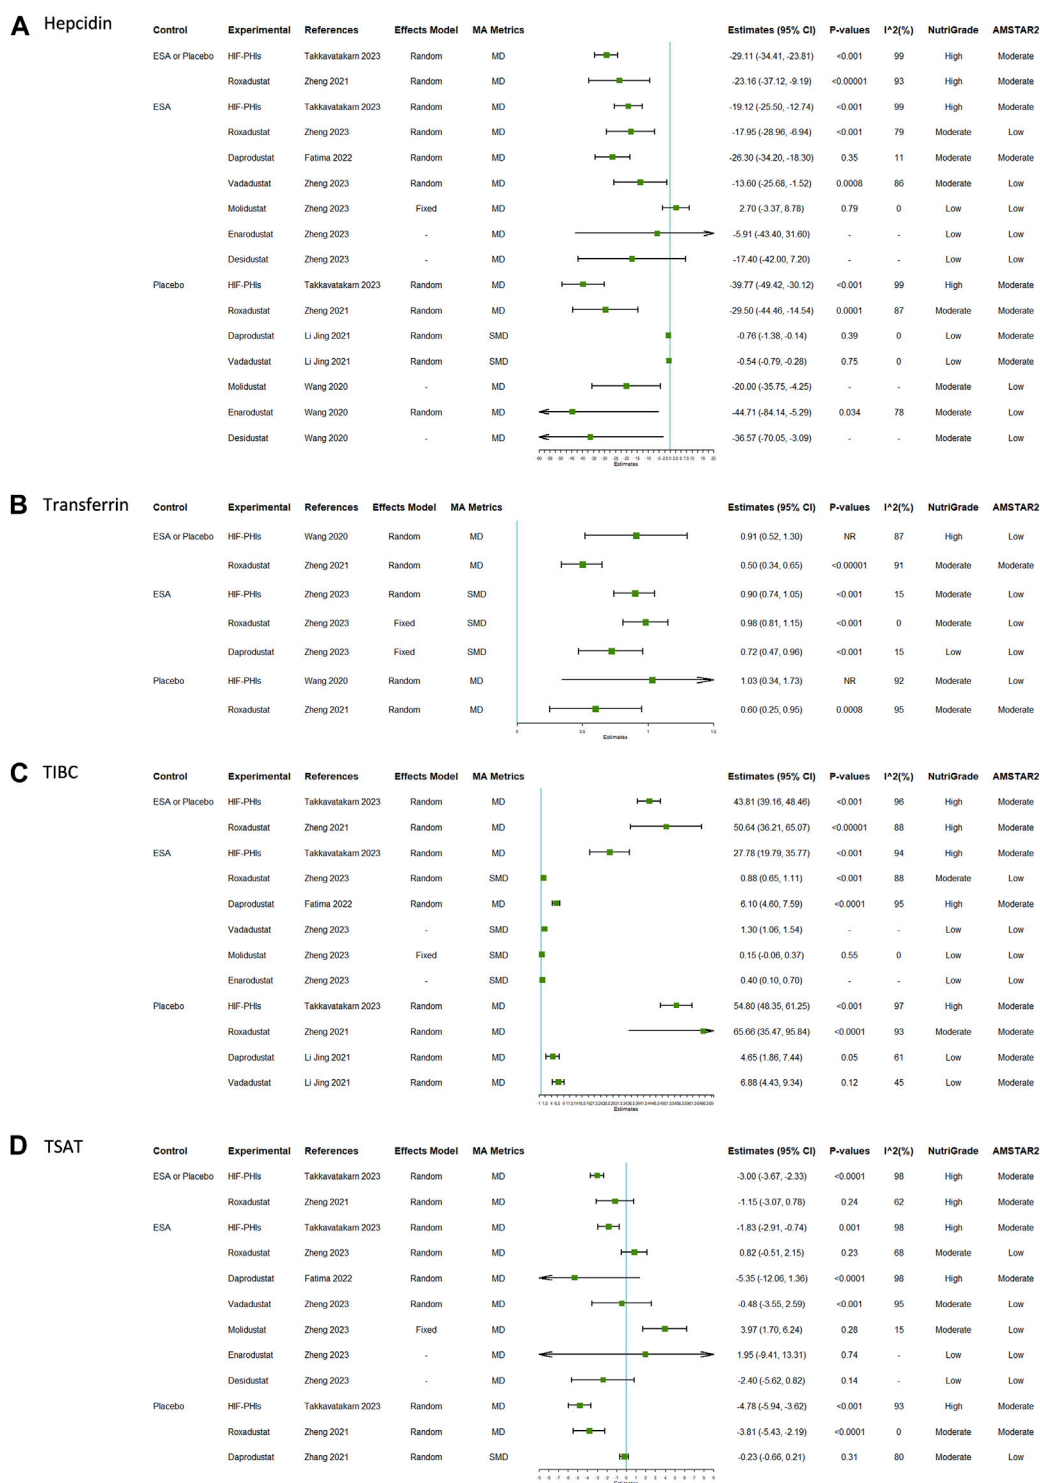 A Hepcidin
Control Experimental References Effects Model MA Metrics Estimates (95% CI) P-values I^2(%) NutriGrade AMSTAR2
ESA or Placebo HIF-PHIs Takkavatakarn 2023 Random MD -29.11 (-34.41, -23.81) <0.001 99 High Moderate
Roxadustat Zheng 2021 Random MD -23.16 (-37.12, -9.19) <0.00001 93 High Moderate
ESA HIF-PHIs Takkavatakarn 2023 Random MD -19.12 (-25.50, -12.74) <0.001 99 High Moderate
Roxadustat Zheng 2023 Random MD -17.95 (-28.96, -6.94) <0.001 79 Moderate Low
Daprodustat Fatima 2022 Random MD -26.30 (-34.20, -18.30) 0.35 11 Moderate Moderate
Vadadustat Zheng 2023 Random MD -13.60 (-25.68, -1.52) 0.0008 86 Moderate Low
Molidustat Zheng 2023 Fixed MD 2.70 (-3.37, 8.78) 0.79 0 Low Low
Enarodustat Zheng 2023 - MD -5.91 (-43.40, 31.60) - - Low Low
Desidustat Zheng 2023 - MD -17.40 (-42.00, 7.20) - - Low Low
Placebo HIF-PHIs Takkavatakarn 2023 Random MD -39.77 (-49.42, -30.12) <0.001 99 High Moderate
Roxadustat Zheng 2021 Random MD -29.50 (-44.46, -14.54) 0.0001 87 Moderate Moderate
Daprodustat Li Jing 2021 Random SMD -0.76 (-1.38, -0.14) 0.39 0 Low Moderate
Vadadustat Li Jing 2021 Random SMD -0.54 (-0.79, -0.28) 0.75 0 Low Moderate
Molidustat Wang 2020 - MD -20.00 (-35.75, -4.25) - - Moderate Low
Enarodustat Wang 2020 Random MD -44.71 (-84.14, -5.29) 0.034 78 Moderate Low
Desidustat Wang 2020 - MD -36.57 (-70.05, -3.09) - - Moderate Low
Estimates
B Transferrin
Control Experimental References Effects Model MA Metrics Estimates (95% CI) P-values I^2(%) NutriGrade AMSTAR2
ESA or Placebo HIF-PHIs Wang 2020 Random MD 0.91 (0.52, 1.30) NR 87 High Low
Roxadustat Zheng 2021 Random MD 0.50 (0.34, 0.65) <0.00001 91 Moderate Moderate
ESA HIF-PHIs Zheng 2023 Random SMD 0.90 (0.74, 1.05) <0.001 15 Moderate Low
Roxadustat Zheng 2023 Fixed SMD 0.98 (0.81, 1.15) <0.001 0 Moderate Low
Daprodustat Zheng 2023 Fixed SMD 0.72 (0.47, 0.96) <0.001 15 Low Low
Placebo HIF-PHIs Wang 2020 Random MD 1.03 (0.34, 1.73) NR 92 Moderate Low
Roxadustat Zheng 2021 Random MD 0.60 (0.25, 0.95) 0.0008 95 Moderate Moderate
0 0.5 1 1.5
Estimates
C TIBC
Control Experimental References Effects Model MA Metrics Estimates (95% CI) P-values I^2(%) NutriGrade AMSTAR2
ESA or Placebo HIF-PHIs Takkavatakarn 2023 Random MD 43.81 (39.16, 48.46) <0.001 96 High Moderate
Roxadustat Zheng 2021 Random MD 50.64 (36.21, 65.07) <0.00001 88 High Moderate
ESA HIF-PHIs Takkavatakarn 2023 Random MD 27.78 (19.79, 35.77) <0.001 94 High Moderate
Roxadustat Zheng 2023 Random SMD 0.88 (0.65, 1.11) <0.001 88 Moderate Low
Daprodustat Fatima 2022 Random MD 6.10 (4.60, 7.59) <0.0001 95 High Moderate
Vadadustat Zheng 2023 - SMD 1.30 (1.06, 1.54) - - Low Low
Molidustat Zheng 2023 Fixed SMD 0.15 (-0.06, 0.37) 0.55 0 Low Low
Enarodustat Zheng 2023 - SMD 0.40 (0.10, 0.70) - - Low Low
Placebo HIF-PHIs Takkavatakarn 2023 Random MD 54.80 (48.35, 61.25) <0.001 97 High Moderate
Roxadustat Zheng 2021 Random MD 65.66 (35.47, 95.84) <0.0001 93 Moderate Moderate
Daprodustat Li Jing 2021 Random MD 4.65 (1.86, 7.44) 0.05 61 Low Moderate
Vadadustat Li Jing 2021 Random MD 6.88 (4.43, 9.34) 0.12 45 Low Moderate
Estimates
D TSAT
Control Experimental References Effects Model MA Metrics Estimates (95% CI) P-values I^2(%) NutriGrade AMSTAR2
ESA or Placebo HIF-PHIs Takkavatakarn 2023 Random MD -3.00 (-3.67, -2.33) <0.0001 98 High Moderate
Roxadustat Zheng 2021 Random MD -1.15 (-3.07, 0.78) 0.24 62 High Moderate
ESA HIF-PHIs Takkavatakarn 2023 Random MD -1.83 (-2.91, -0.74) 0.001 98 High Moderate
Roxadustat Zheng 2023 Random MD 0.82 (-0.51, 2.15) 0.23 68 Moderate Low
Daprodustat Fatima 2022 Random MD -5.35 (-12.06, 1.36) <0.0001 98 High Moderate
Vadadustat Zheng 2023 Random MD -0.48 (-3.55, 2.59) <0.001 95 Moderate Low
Molidustat Zheng 2023 Fixed MD 3.97 (1.70, 6.24) 0.28 15 Moderate Low
Enarodustat Zheng 2023 - MD 1.95 (-9.41, 13.31) 0.74 - Low Low
Desidustat Zheng 2023 - MD -2.40 (-5.62, 0.82) 0.14 - Low Low
Placebo HIF-PHIs Takkavatakarn 2023 Random MD -4.78 (-5.94, -3.62) <0.001 93 High Moderate
Roxadustat Zheng 2021 Random MD -3.81 (-5.43, -2.19) <0.0001 0 Moderate Moderate
Daprodustat Zhang 2021 Random SMD -0.23 (-0.66, 0.21) 0.31 80 Moderate Low
-9 -8 -7 -6 -5 -4 -3 -2 -1 0 1 2 3 4 5 6 7 8 9
Estimates